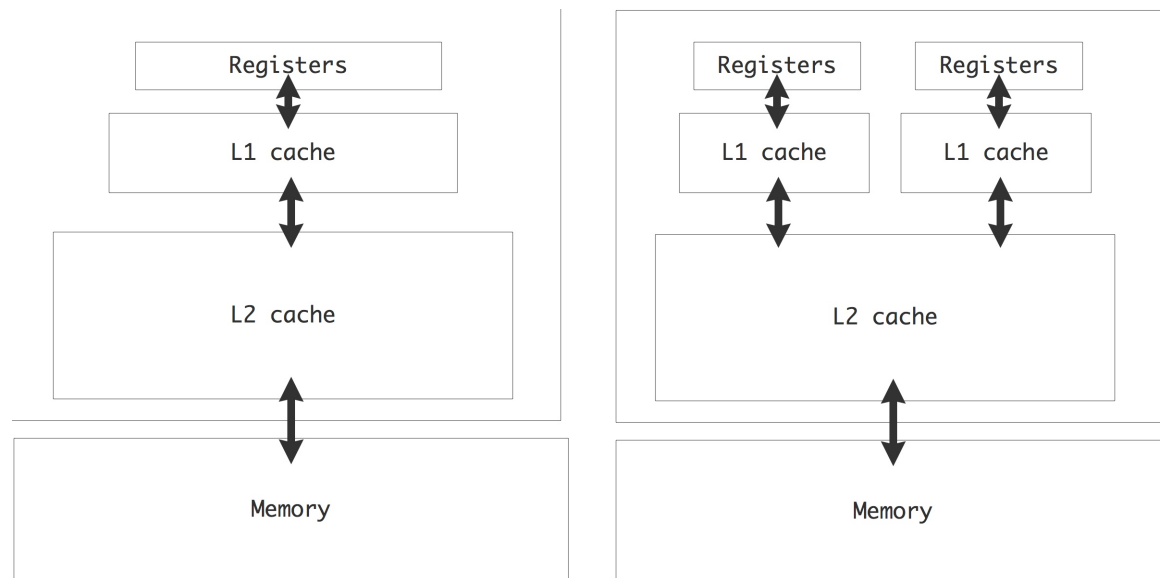 Registers
L1 cache
L2 cache
Memory
Registers
Registers
L1 cache
L1 cache
L2 cache
Memory